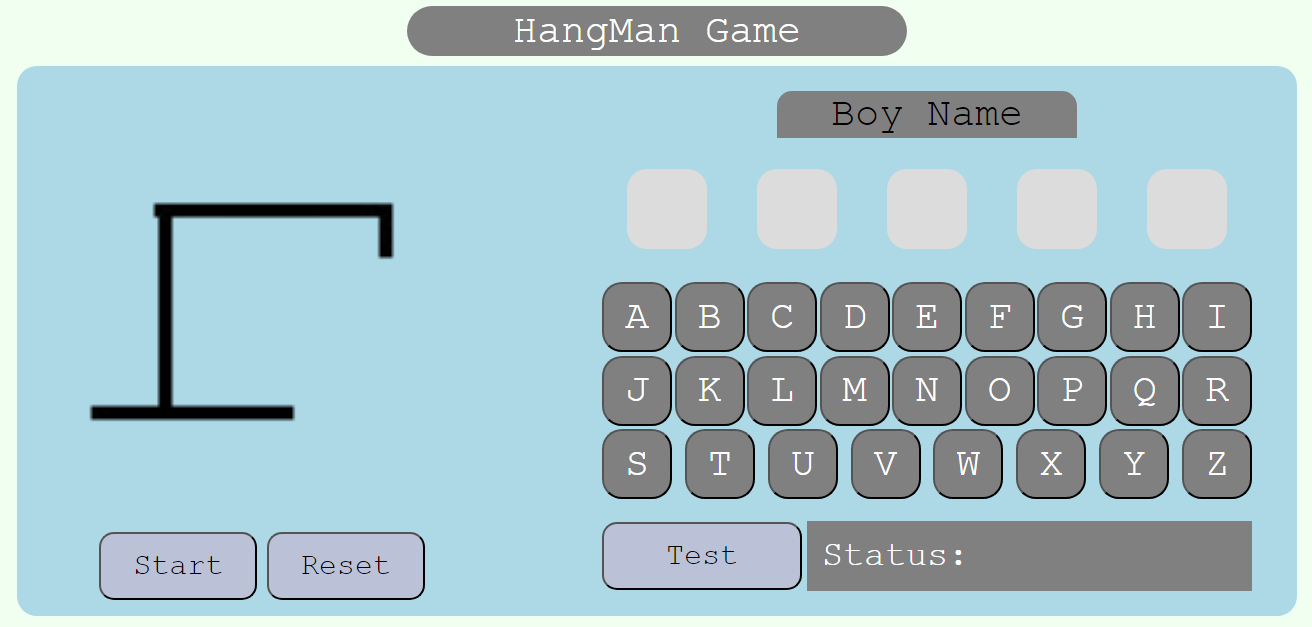 HangMan Game
Boy Name
A B C D E F G H I
J K L M N O P Q R
S T U V W X Y Z
Start Reset
Test Status: